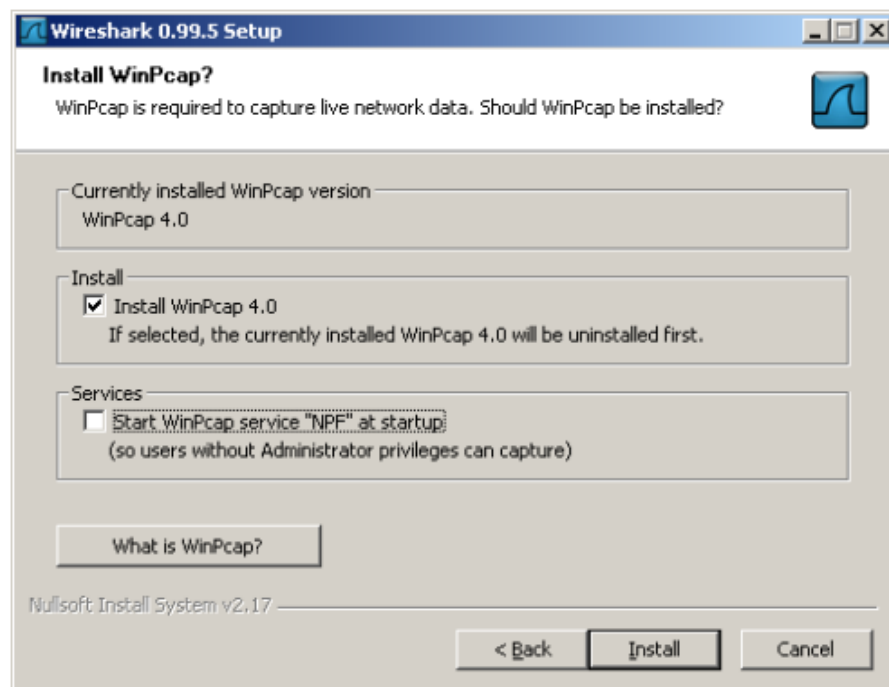 Wireshark 0.99.5 Setup
Install WinPcap?
WinPcap is required to capture live network data. Should WinPcap be installed?
Currently installed WinPcap version
WinPcap 4.0
Install
Install WinPcap 4.0
If selected, the currently installed WinPcap 4.0 will be uninstalled first.
Services
Start WinPcap service "NPF" at startup
(so users without Administrator privileges can capture)
What is WinPcap?
Nullsoft Install System v2.17
< Back Install Cancel